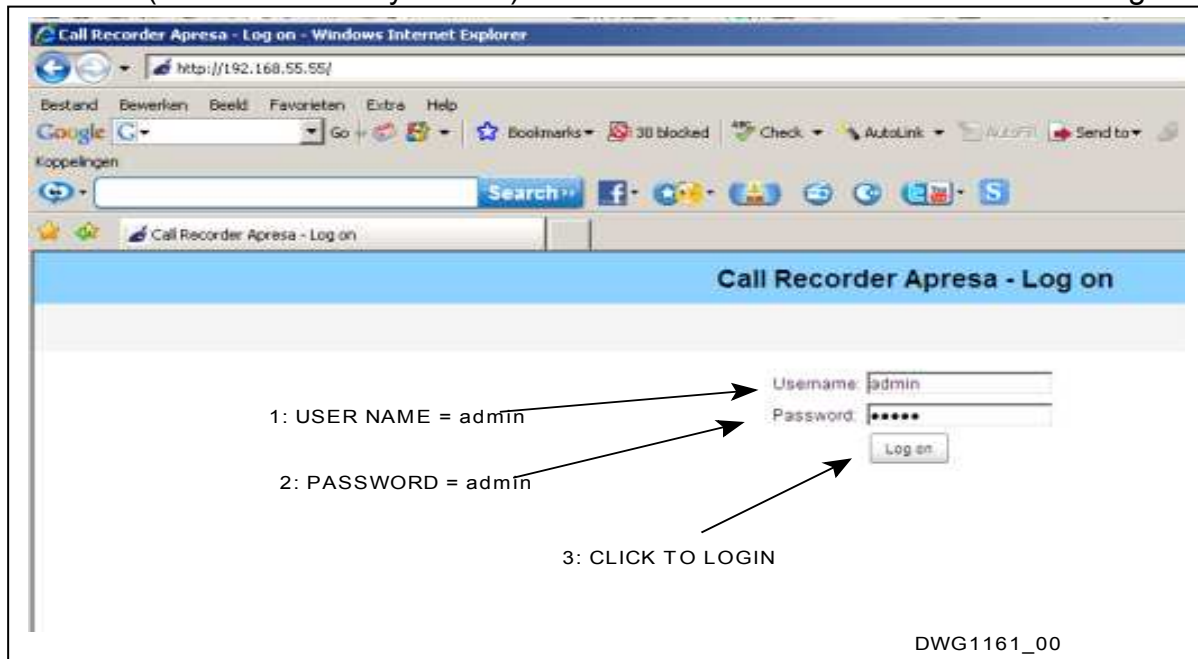 Call Recorder Apresa - Log on - Windows Internet Explorer
http://192.168.55.55/
Bestand Bewerken Beeld Favorieten Extra Help
Google G Go Bookmarks 30 blocked Check AutoLink AutoFill Send to
Koppelingen
Search
Call Recorder Apresa - Log on
Call Recorder Apresa - Log on
Username: admin
1: USER NAME = admin
Password: •••••
Log on
2: PASSWORD = admin
3: CLICK TO LOGIN
DWG1161_00